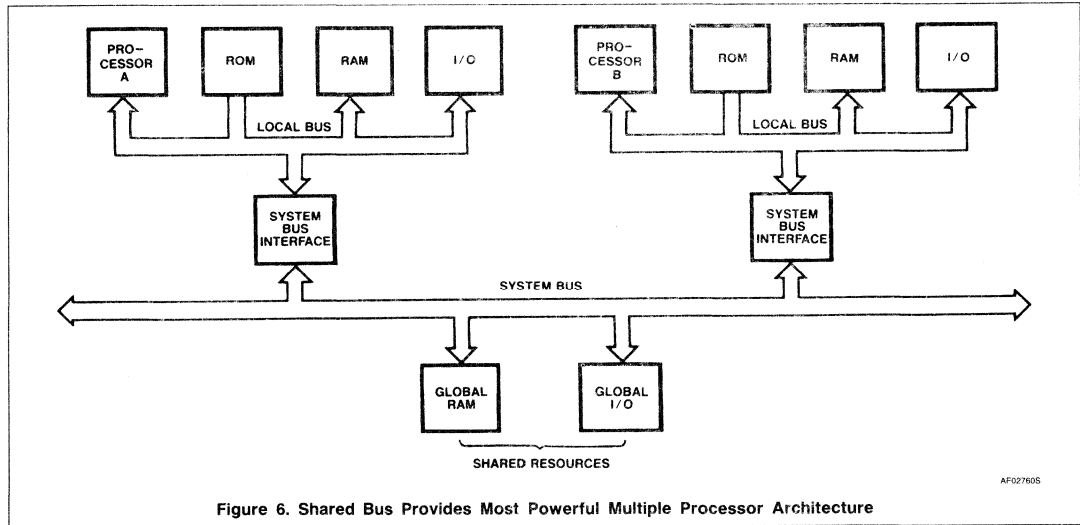 PRO-
CESSOR
A
ROM
RAM
I/O
PRO-
CESSOR
B
ROM
RAM
I/O
LOCAL BUS
LOCAL BUS
SYSTEM
BUS
INTERFACE
SYSTEM
BUS
INTERFACE
SYSTEM BUS
GLOBAL
RAM
GLOBAL
I/O
SHARED RESOURCES
AF02760S
Figure 6. Shared Bus Provides Most Powerful Multiple Processor Architecture